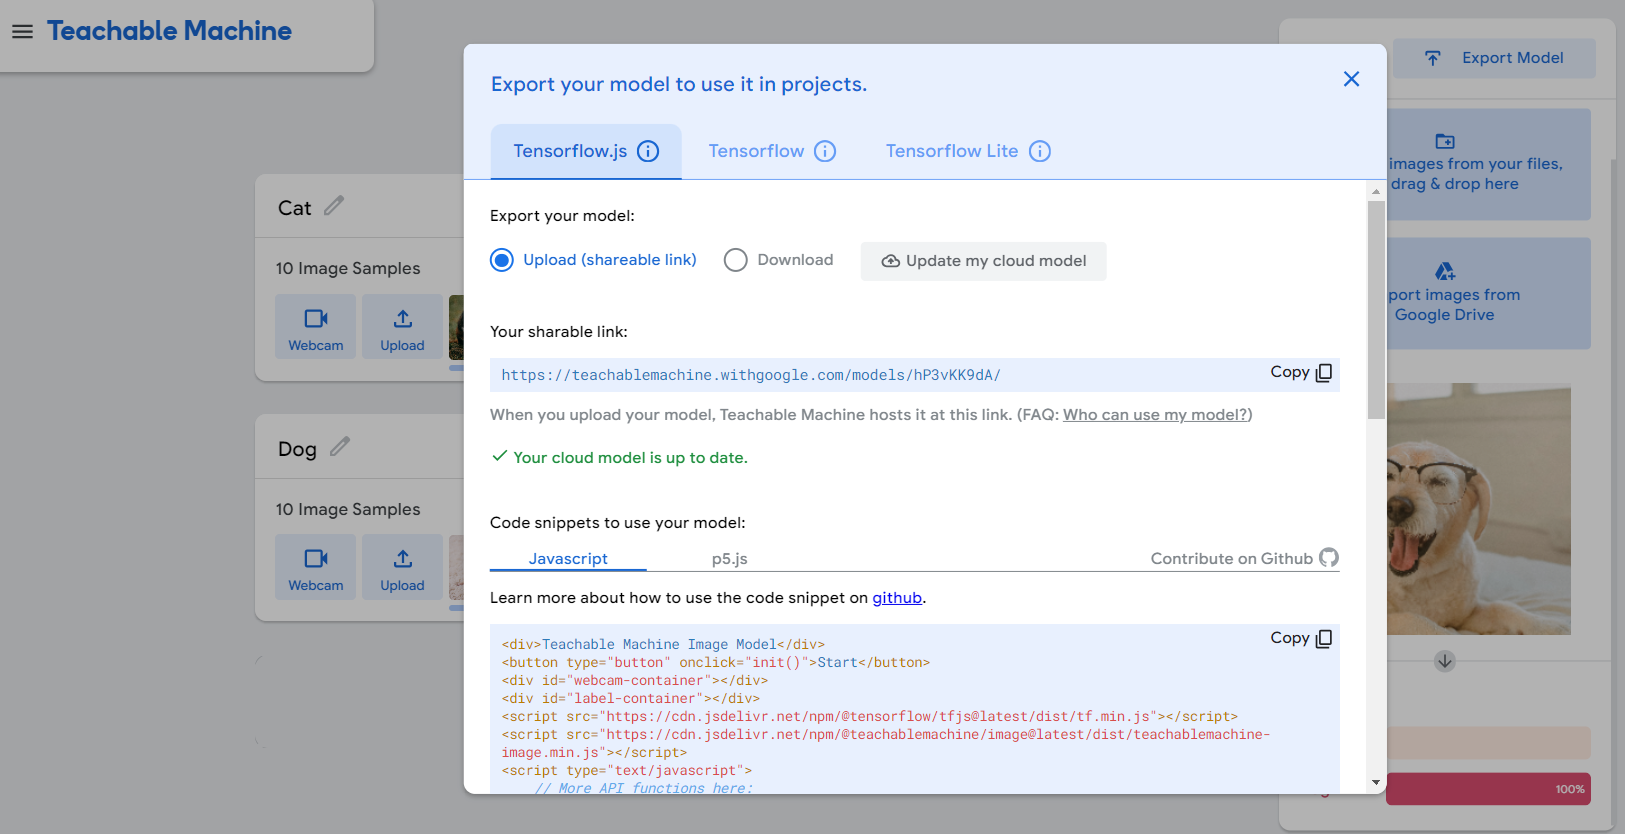 Teachable Machine
Export your model to use it in projects.
Export Model
Tensorflow.js
Tensorflow
Tensorflow Lite
images from your files,
drag & drop here
Cat
Export your model:
Upload (shareable link)
Download
Update my cloud model
10 Image Samples
port images from
Google Drive
Webcam
Upload
Your sharable link:
https://teachablemachine.withgoogle.com/models/hP3vKK9dA/
Copy
When you upload your model, Teachable Machine hosts it at this link. (FAQ: Who can use my model?)
Dog
Your cloud model is up to date.
10 Image Samples
Webcam
Upload
Code snippets to use your model:
Javascript
p5.js
Contribute on Github
Learn more about how to use the code snippet on github.
Copy
<div>Teachable Machine Image Model</div>
<button type="button" onclick="init()">Start</button>
<div id="webcam-container"></div>
<div id="label-container"></div>
<script src="https://cdn.jsdelivr.net/npm/@tensorflow/tfjs@latest/dist/tf.min.js"></script>
<script src="https://cdn.jsdelivr.net/npm/@teachablemachine/image@latest/dist/teachablemachine-
image.min.js"></script>
<script type="text/javascript">
// More API functions here:
100%